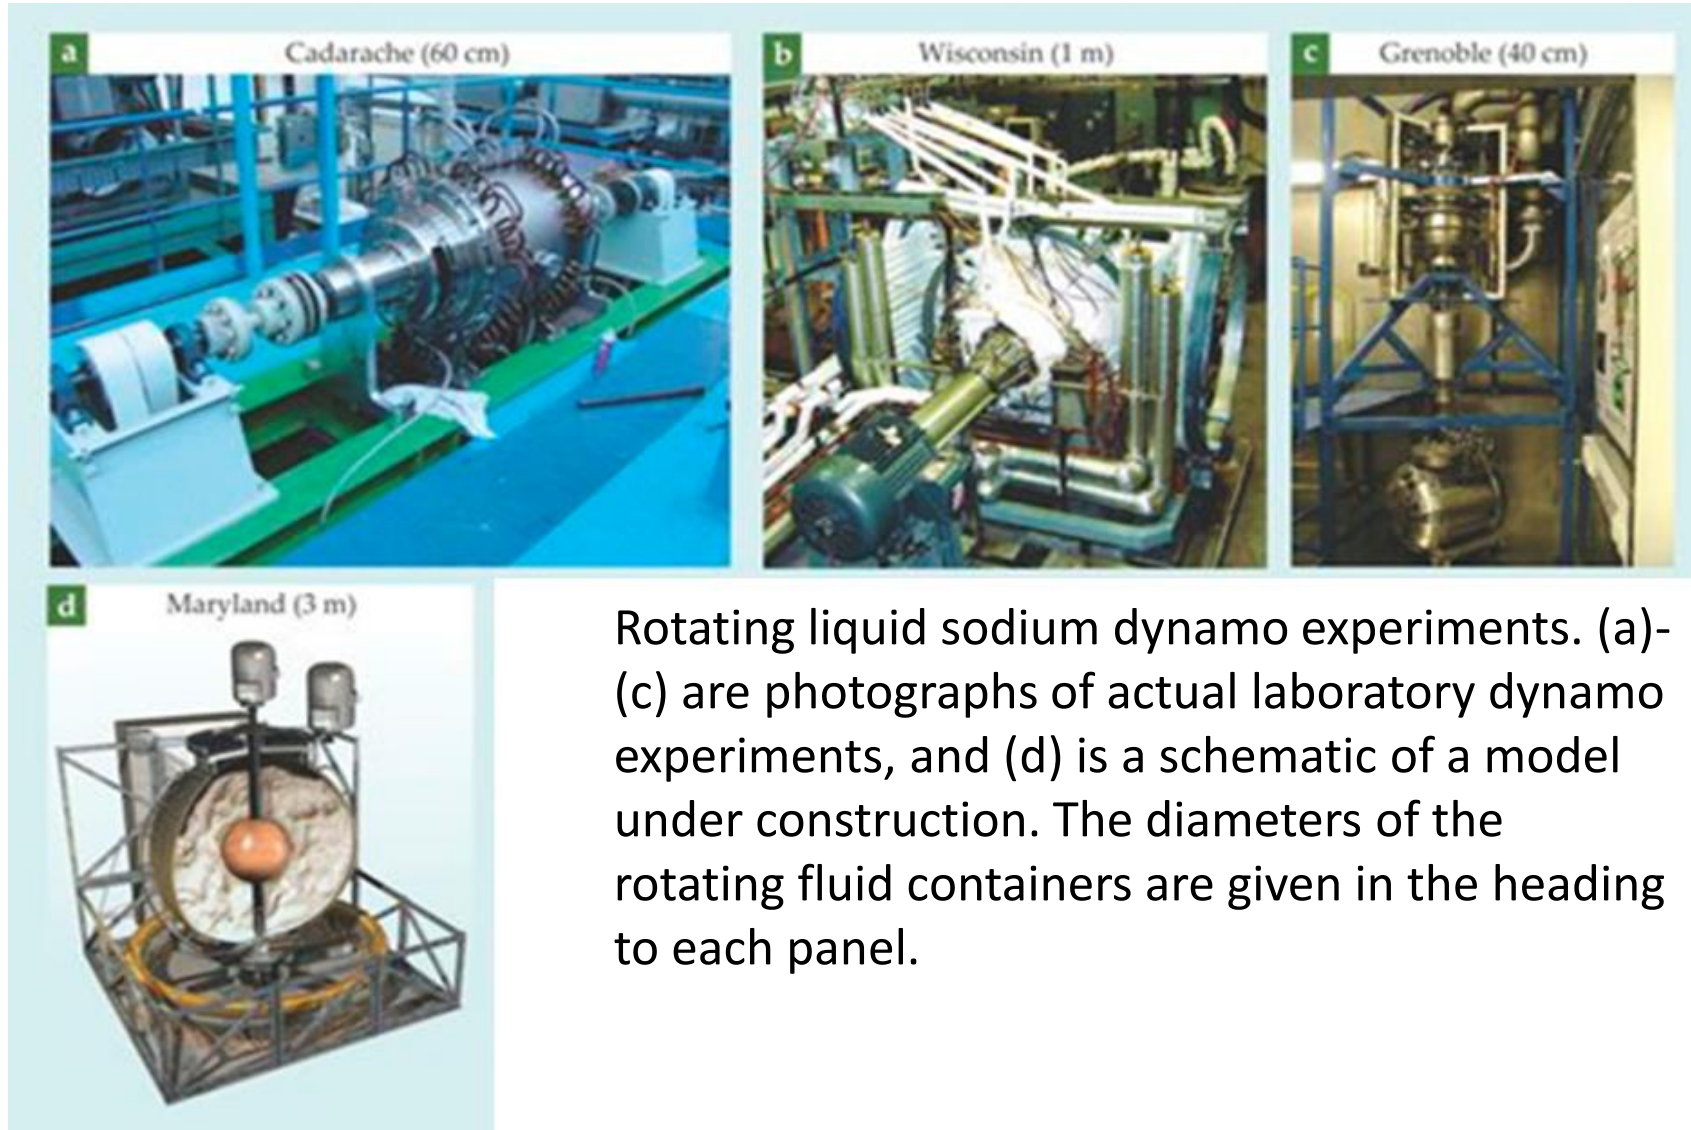 a
Cadarache (60 cm)
b
Wisconsin (1 m)
c
Grenoble (40 cm)
d
Maryland (3 m)
Rotating liquid sodium dynamo experiments. (a)-
(c) are photographs of actual laboratory dynamo
experiments, and (d) is a schematic of a model
under construction. The diameters of the
rotating fluid containers are given in the heading
to each panel.